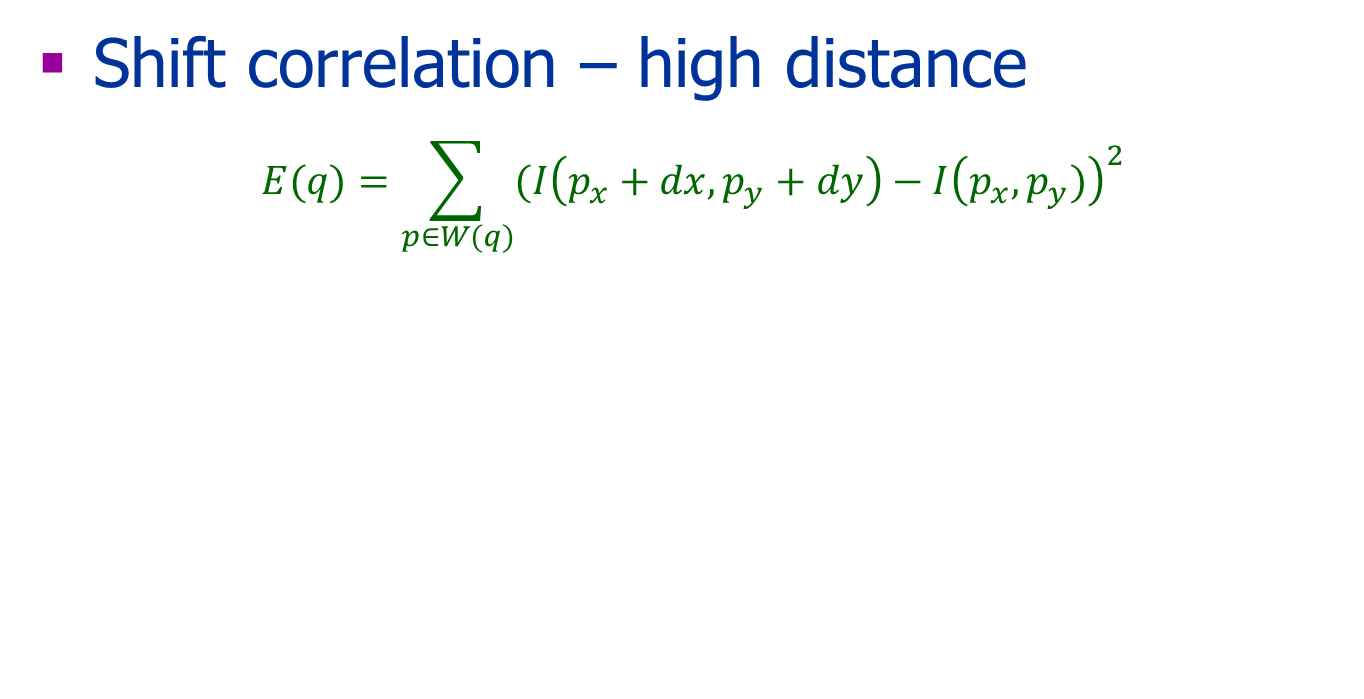 ▪ Shift correlation – high distance
E(q) = ∑_{p∈W(q)} (I(p_x + dx, p_y + dy) − I(p_x, p_y))^2